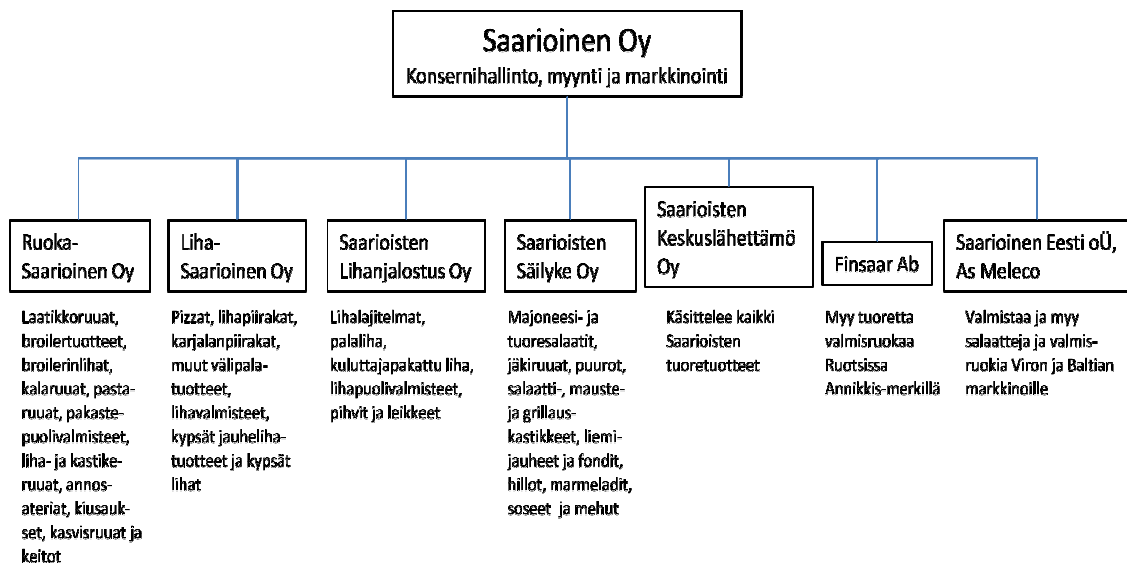 Saarioinen Oy
Konsernihallinto, myynti ja markkinointi
Ruoka-
Saarioinen Oy
Laatikkoruuat,
broilertuotteet,
broilerinlihat,
kalaruuat, pasta-
ruuat, pakaste-
puolivalmisteet,
liha- ja kastike-
ruuat, annos-
ateriat, kiusauk-
set, kasvisruuat ja
keitot
Liha-
Saarioinen Oy
Pizzat, lihapiirakat,
karjalanpiirakat,
muut välipala-
tuotteet,
lihavalmisteet,
kypsät jauheliha-
tuotteet ja kypsät
lihat
Saarioisten
Lihanjalostus Oy
Lihalajitelmat,
palaliha,
kuluttajapakattu liha,
lihapuolivalmisteet,
pihvit ja leikkeet
Saarioisten
Säilyke Oy
Majoneesi- ja
tuoresalaatit,
jäkiruuat, puurot,
salaatti-, mauste-
ja grillaus-
kastikkeet, liemi-
jauheet ja fondit,
hillot, marmeladit,
soseet ja mehut
Saarioisten
Keskuslähettämö
Oy
Käsittelee kaikki
Saarioisten
tuoretuotteet
Finsaar Ab
Myy tuoretta
valmisruokaa
Ruotsissa
Annikkis-merkillä
Saarioinen Eesti oÜ,
As Meleco
Valmistaa ja myy
salaatteja ja valmis-
ruokia Viron ja Baltian
markkinoille